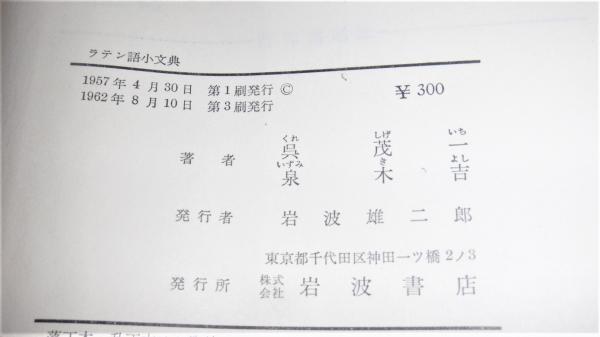 ラテン語小文典
1957年4月30日 第1刷発行 ©
1962年8月10日 第3刷発行
¥300
くれ しげ いち
著者 呉茂一
いずみ き よし
泉木吉
発行者 岩波雄二郎
東京都千代田区神田一ツ橋2ノ3
発行所 株式会社 岩波書店